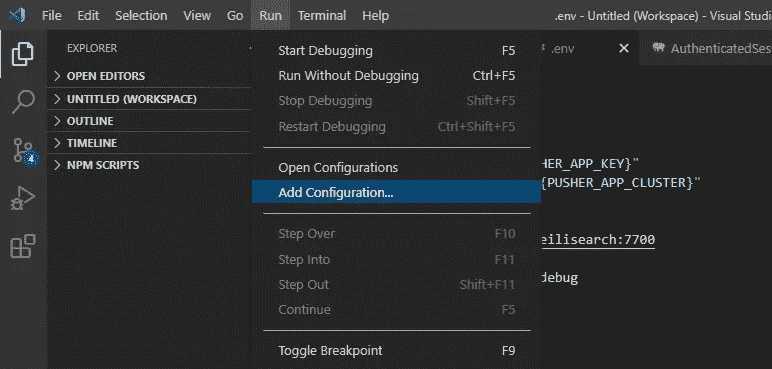 File Edit Selection View Go Run Terminal Help .env - Untitled (Workspace) - Visual Studio
EXPLORER
.env
AuthenticatedSes
OPEN EDITORS
UNTITLED (WORKSPACE)
OUTLINE
TIMELINE
NPM SCRIPTS
4
Start Debugging F5
Run Without Debugging Ctrl+F5
Stop Debugging Shift+F5
Restart Debugging Ctrl+Shift+F5
Open Configurations
Add Configuration...
Step Over F10
Step Into F11
Step Out Shift+F11
Continue F5
Toggle Breakpoint F9
HER_APP_KEY}"
{PUSHER_APP_CLUSTER}"
eilisearch:7700
debug